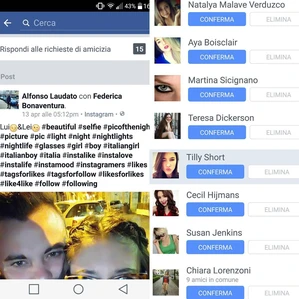 43% 16
Cerca
Rispondi alle richieste di amicizia 15
Post
Alfonso Laudato con Federica
Bonaventura.
13 apr alle 05:12pm • Instagram •
Lui😊&Lei😊 #beautiful #selfie #picofthenigh
#picture #pic #light #night #nightlights
#nightlife #glasses #girl #boy #italiangirl
#italianboy #italia #instalike #instalove
#instalife #instamood #instagramers #likes
#tagsforlikes #tagsforfollow #likesforlikes
#like4like #follow #following
Natalya Malave Verduzco
CONFERMA ELIMINA
Aya Boisclair
CONFERMA ELIMINA
Martina Sicignano
CONFERMA ELIMINA
Teresa Dickerson
CONFERMA ELIMINA
Tilly Short
CONFERMA ELIMINA
Cecil Hijmans
CONFERMA ELIMINA
Susan Jenkins
CONFERMA ELIMINA
Chiara Lorenzoni
9 amici in comune
CONFERMA ELIMINA